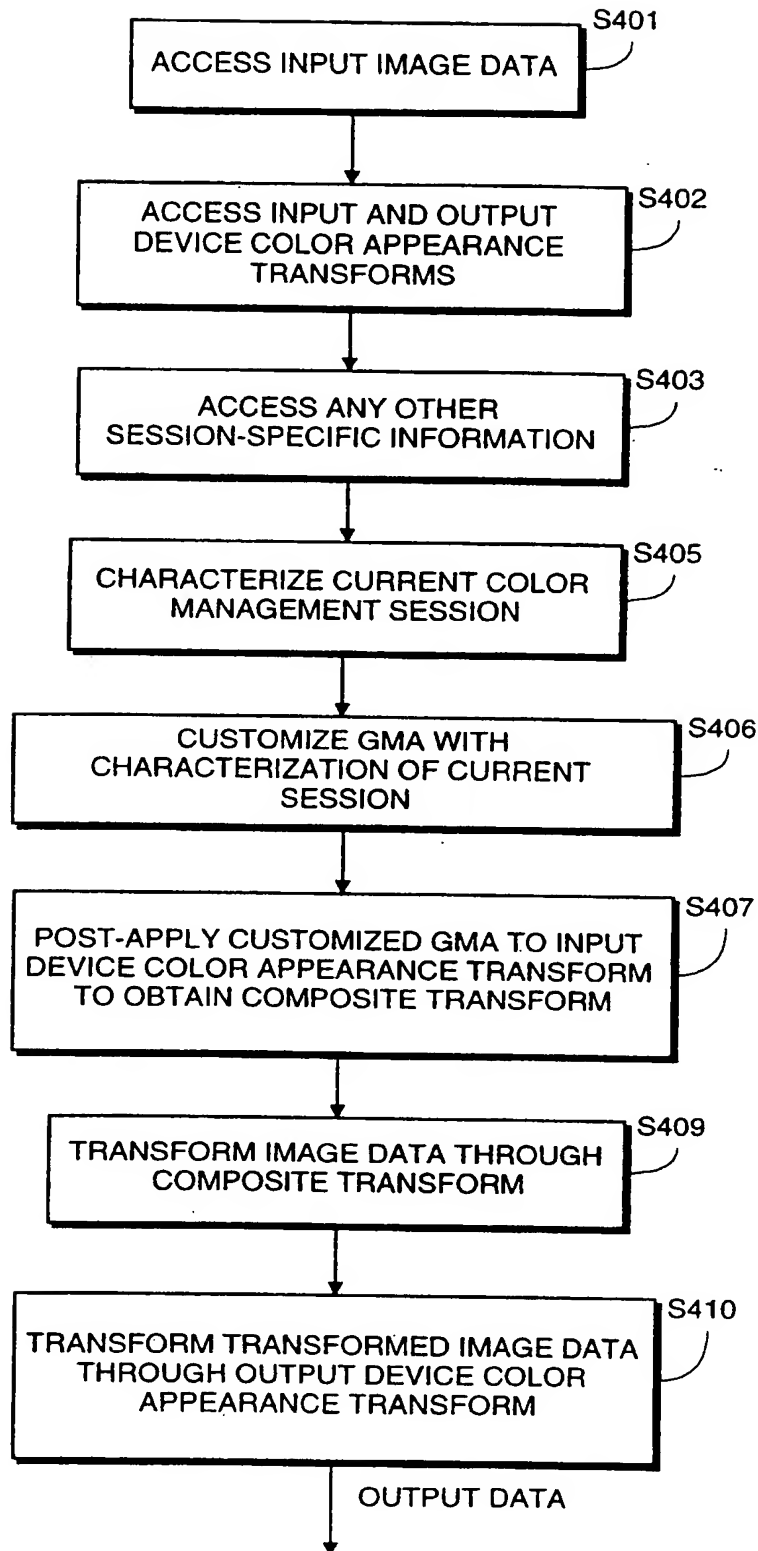 S401
ACCESS INPUT IMAGE DATA
S402
ACCESS INPUT AND OUTPUT
DEVICE COLOR APPEARANCE
TRANSFORMS
S403
ACCESS ANY OTHER
SESSION-SPECIFIC INFORMATION
S405
CHARACTERIZE CURRENT COLOR
MANAGEMENT SESSION
S406
CUSTOMIZE GMA WITH
CHARACTERIZATION OF CURRENT
SESSION
S407
POST-APPLY CUSTOMIZED GMA TO INPUT
DEVICE COLOR APPEARANCE TRANSFORM
TO OBTAIN COMPOSITE TRANSFORM
S409
TRANSFORM IMAGE DATA THROUGH
COMPOSITE TRANSFORM
S410
TRANSFORM TRANSFORMED IMAGE DATA
THROUGH OUTPUT DEVICE COLOR
APPEARANCE TRANSFORM
OUTPUT DATA